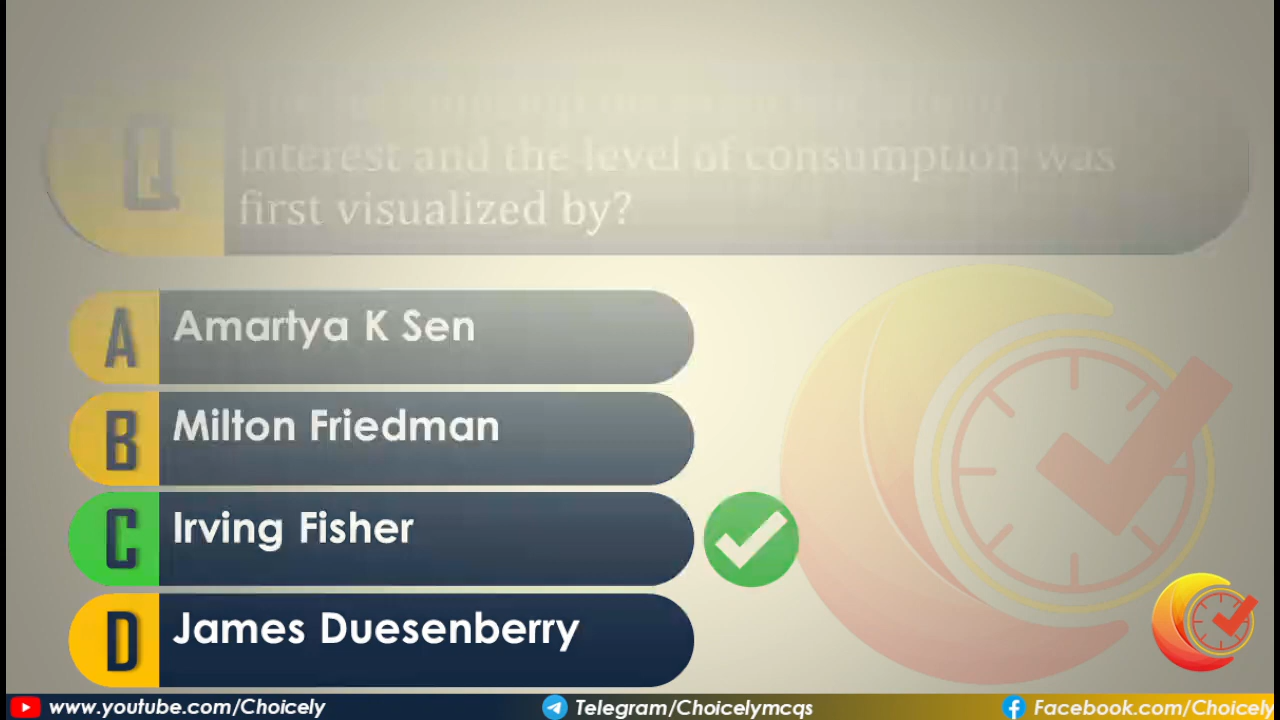 Q
interest and the level of consumption was
first visualized by?
A
Amartya K Sen
B
Milton Friedman
C
Irving Fisher
D
James Duesenberry
www.youtube.com/Choicely
Telegram/Choicelymcqs
Facebook.com/Choicely